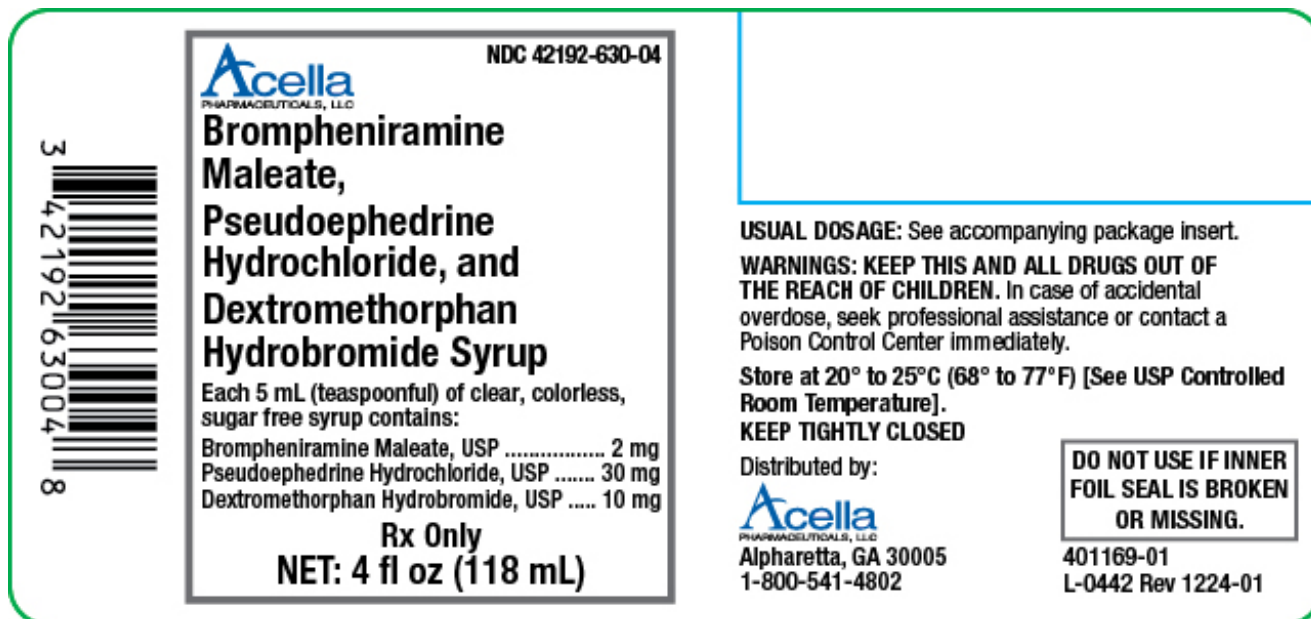 3 42192 63004 8
Acella
PHARMACEUTICALS, LLC
NDC 42192-630-04
Brompheniramine
Maleate,
Pseudoephedrine
Hydrochloride, and
Dextromethorphan
Hydrobromide Syrup
Each 5 mL (teaspoonful) of clear, colorless,
sugar free syrup contains:
Brompheniramine Maleate, USP .................. 2 mg
Pseudoephedrine Hydrochloride, USP ....... 30 mg
Dextromethorphan Hydrobromide, USP ..... 10 mg
Rx Only
NET: 4 fl oz (118 mL)
USUAL DOSAGE: See accompanying package insert.
WARNINGS: KEEP THIS AND ALL DRUGS OUT OF
THE REACH OF CHILDREN. In case of accidental
overdose, seek professional assistance or contact a
Poison Control Center immediately.
Store at 20° to 25°C (68° to 77°F) [See USP Controlled
Room Temperature].
KEEP TIGHTLY CLOSED
Distributed by:
Acella
PHARMACEUTICALS, LLC
Alpharetta, GA 30005
1-800-541-4802
DO NOT USE IF INNER
FOIL SEAL IS BROKEN
OR MISSING.
401169-01
L-0442 Rev 1224-01